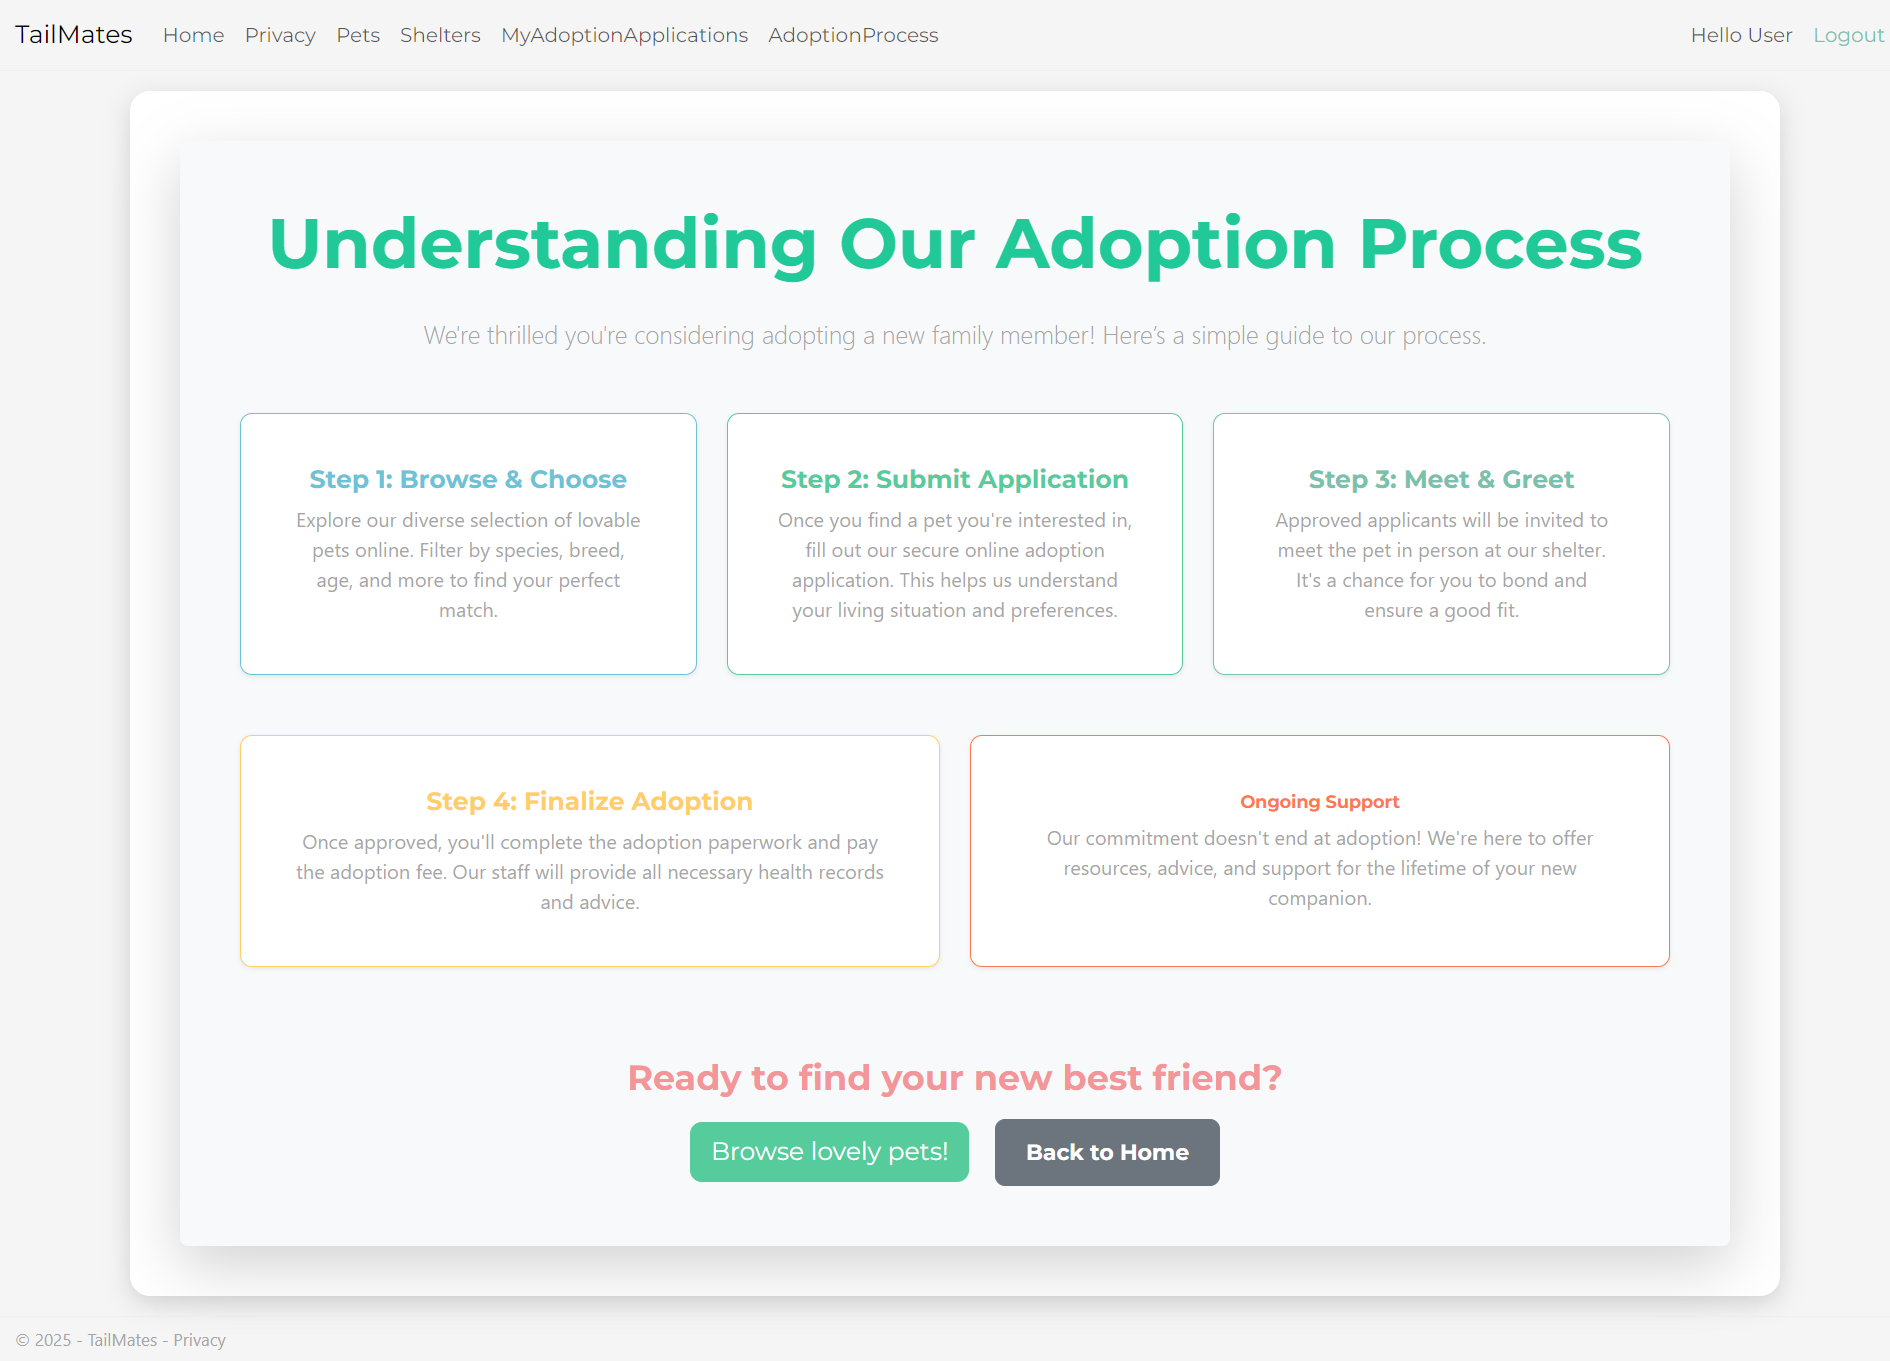 TailMates Home Privacy Pets Shelters MyAdoptionApplications AdoptionProcess Hello User Logout
Understanding Our Adoption Process
We're thrilled you're considering adopting a new family member! Here’s a simple guide to our process.
Step 1: Browse & Choose
Explore our diverse selection of lovable
pets online. Filter by species, breed,
age, and more to find your perfect
match.
Step 2: Submit Application
Once you find a pet you're interested in,
fill out our secure online adoption
application. This helps us understand
your living situation and preferences.
Step 3: Meet & Greet
Approved applicants will be invited to
meet the pet in person at our shelter.
It's a chance for you to bond and
ensure a good fit.
Step 4: Finalize Adoption
Once approved, you'll complete the adoption paperwork and pay
the adoption fee. Our staff will provide all necessary health records
and advice.
Ongoing Support
Our commitment doesn't end at adoption! We're here to offer
resources, advice, and support for the lifetime of your new
companion.
Ready to find your new best friend?
Browse lovely pets! Back to Home
© 2025 - TailMates - Privacy